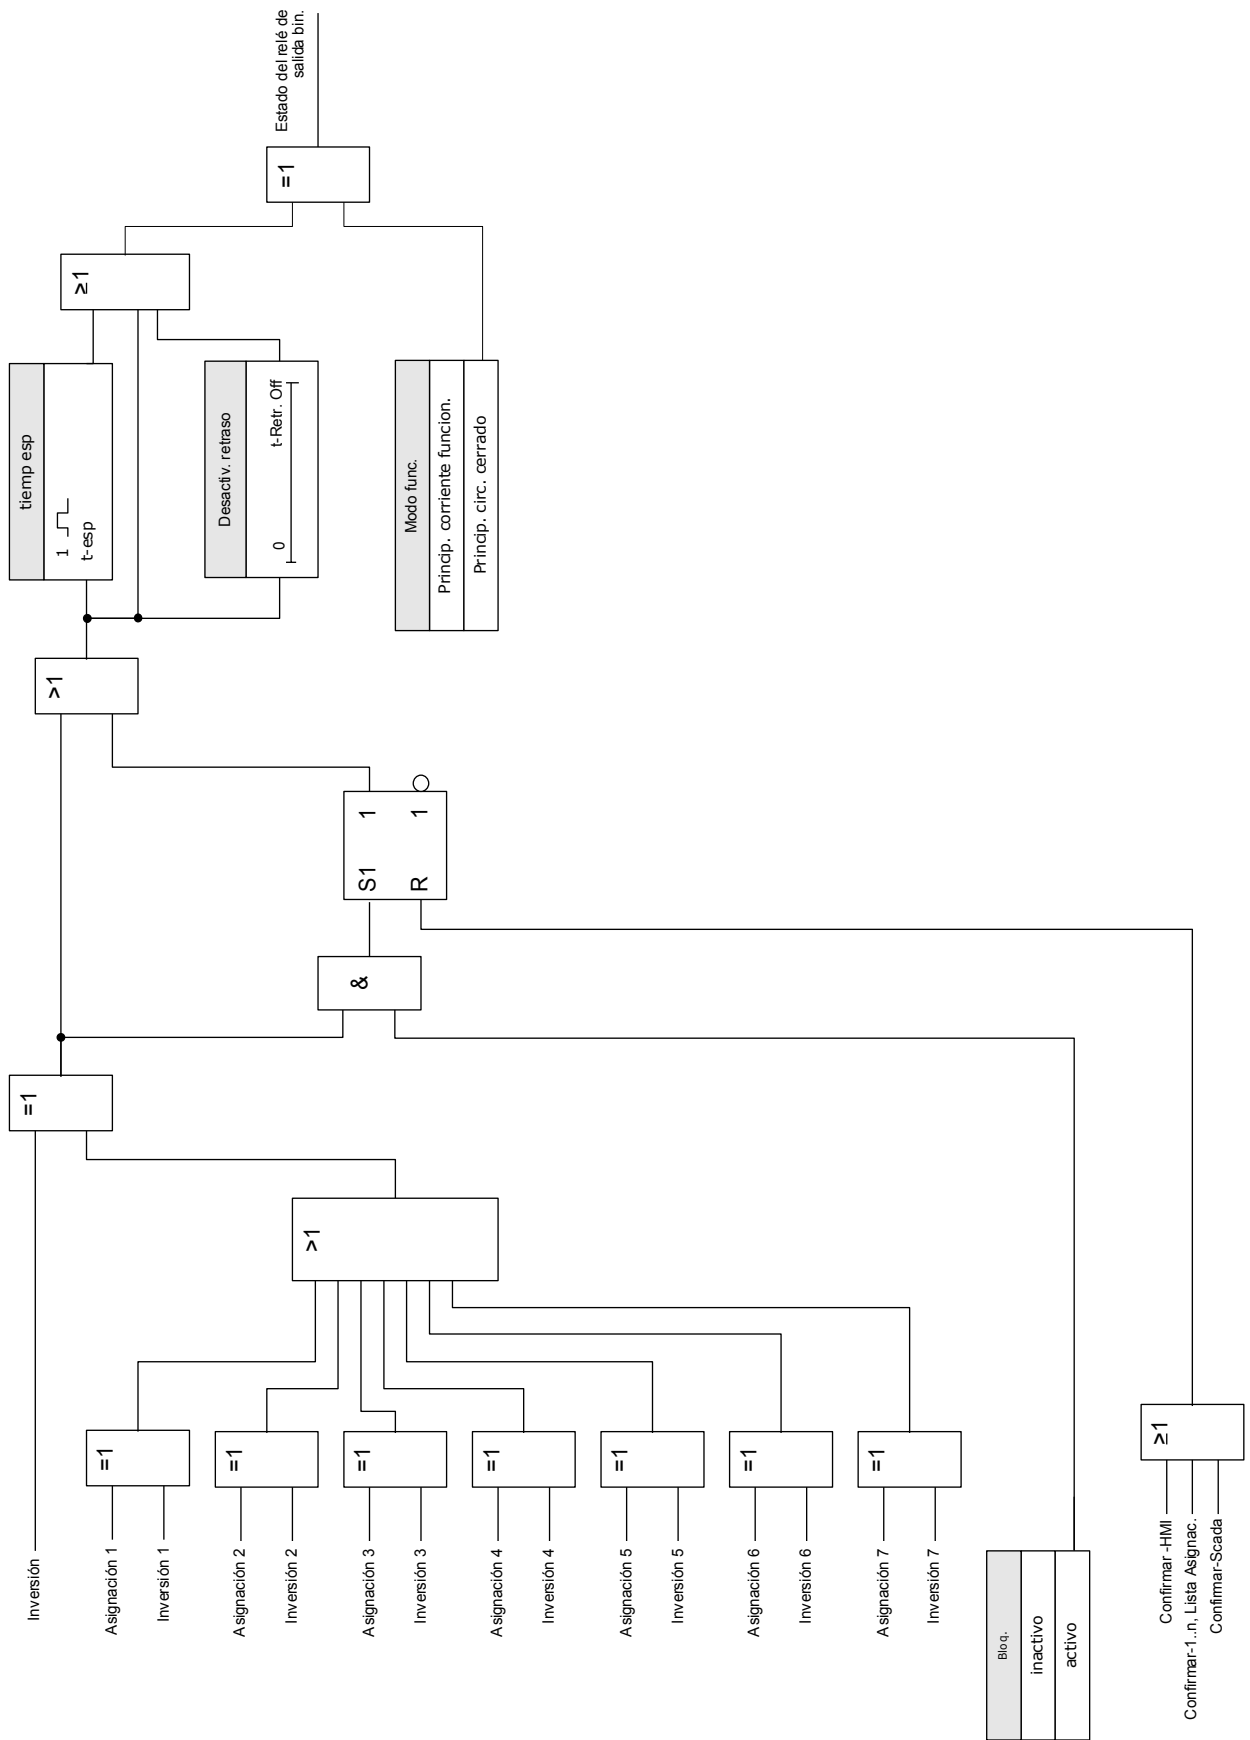 Inversión
Asignación 1
Inversión 1
Asignación 2
Inversión 2
Asignación 3
Inversión 3
Asignación 4
Inversión 4
Asignación 5
Inversión 5
Asignación 6
Inversión 6
Asignación 7
Inversión 7
=1
=1
=1
=1
=1
=1
=1
>1
=1
Bloq.
inactivo
activo
Confirmar -HMI
Confirmar-1..n, Lista Asignac.
Confirmar-Scada
≥1
&
S1 1
R 1
>1
tiemp esp
1
t-esp
Desactiv. retraso
0 t-Retr. Off
Modo func.
Princip. corriente funcion.
Princip. circ. cerrado
≥1
=1
Estado del relé de
salida bin.